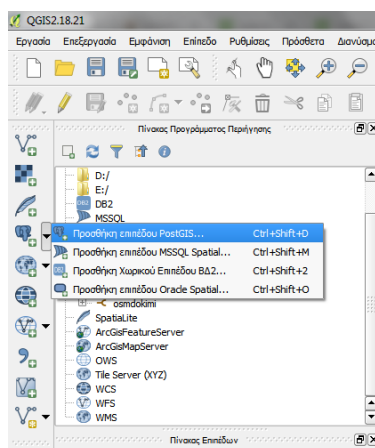 QGIS2.18.21
Εργασία Επεξεργασία Εμφάνιση Επίπεδο Ρυθμίσεις Πρόσθετα Διανύσμα
Πίνακας Προγράμματος Περιήγησης
D:/
E:/
DB2
MSSQL
Προσθήκη επιπέδου PostGIS... Ctrl+Shift+D
Προσθήκη επιπέδου MSSQL Spatial... Ctrl+Shift+M
Προσθήκη Χωρικού Επιπέδου ΒΔ2... Ctrl+Shift+2
Προσθήκη επιπέδου Oracle Spatial... Ctrl+Shift+O
osmdokimi
SpatiaLite
ArcGisFeatureServer
ArcGisMapServer
OWS
Tile Server (XYZ)
WCS
WFS
WMS
Πίνακας Επιπέδων